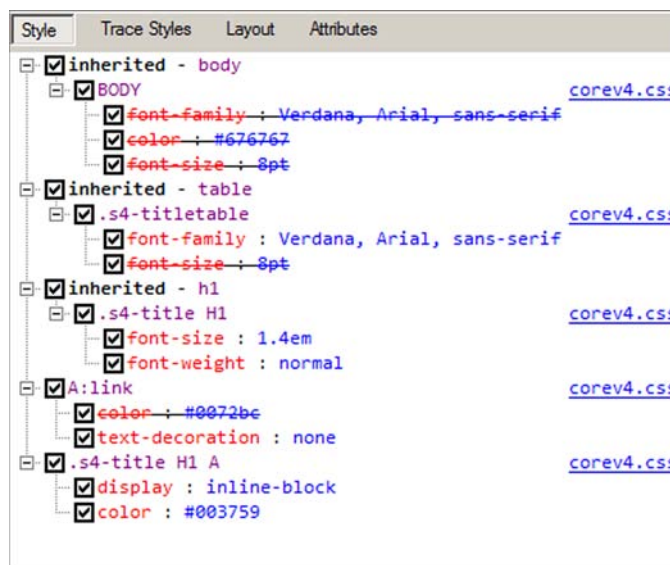 Style Trace Styles Layout Attributes
inherited - body
BODY corev4.css
font-family : Verdana, Arial, sans-serif
color : #676767
font-size : 8pt
inherited - table
.s4-titletable corev4.css
font-family : Verdana, Arial, sans-serif
font-size : 8pt
inherited - h1
.s4-title H1 corev4.css
font-size : 1.4em
font-weight : normal
A:link corev4.css
color : #0072bc
text-decoration : none
.s4-title H1 A corev4.css
display : inline-block
color : #003759